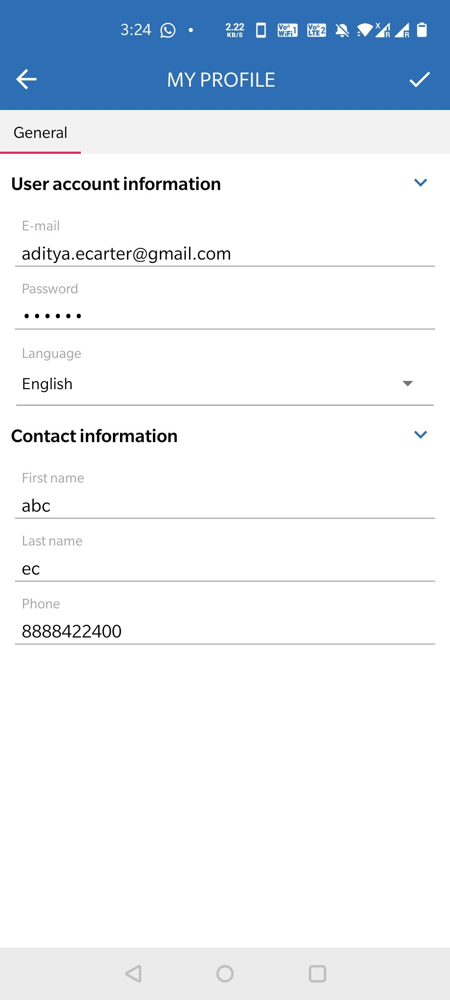 3:24 2.22 KB/S Vo WiFi 1 Vo LTE 2 X R R
MY PROFILE
General
User account information
E-mail
aditya.ecarter@gmail.com
Password
••••••
Language
English
Contact information
First name
abc
Last name
ec
Phone
8888422400